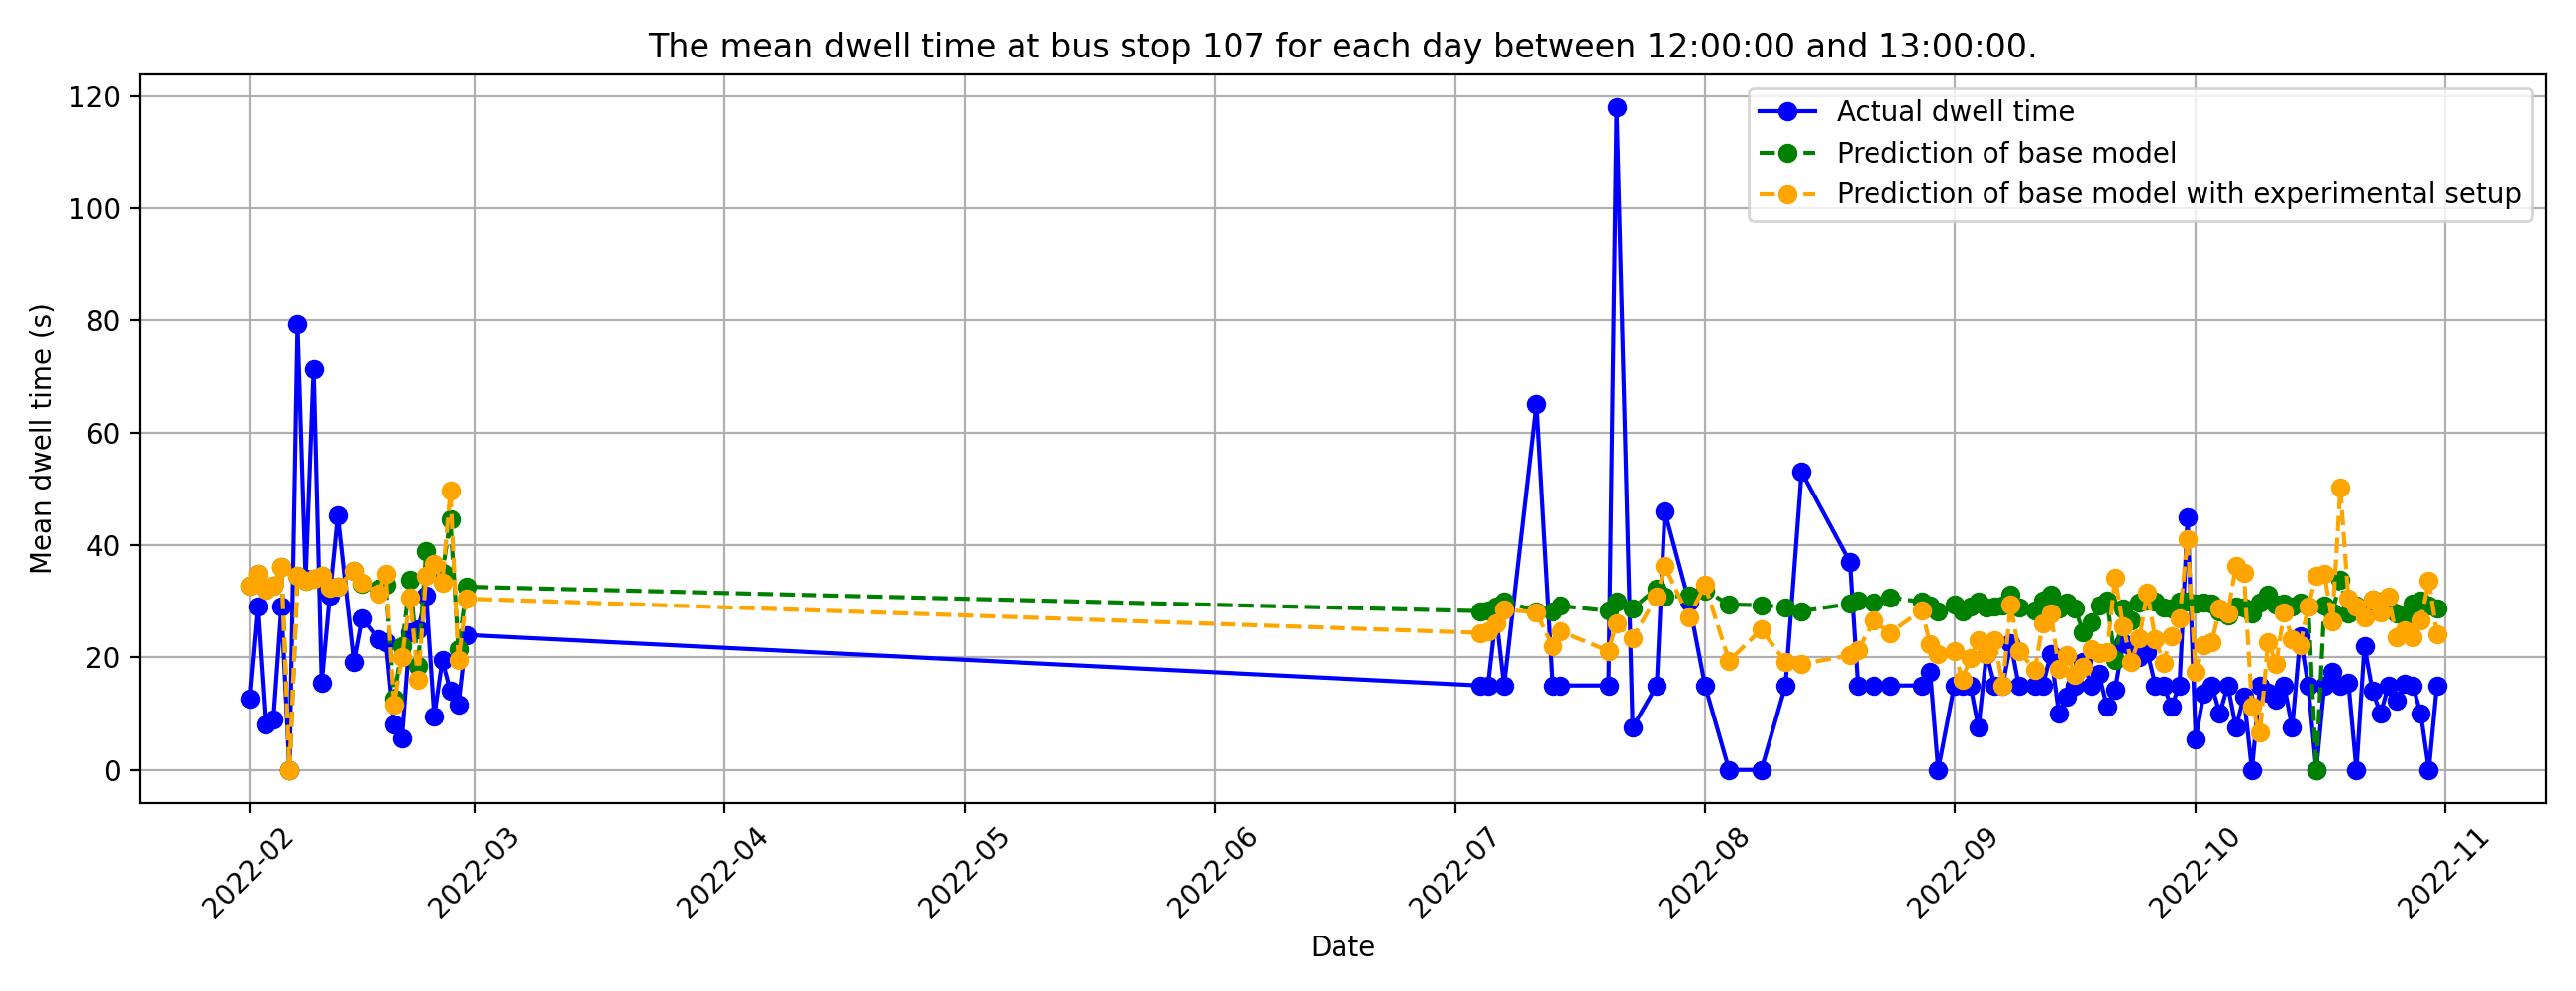 The mean dwell time at bus stop 107 for each day between 12:00:00 and 13:00:00.
120
100
80
60
40
20
0
Mean dwell time (s)
Actual dwell time
Prediction of base model
Prediction of base model with experimental setup
2022-02
2022-03
2022-04
2022-05
2022-06
2022-07
2022-08
2022-09
2022-10
2022-11
Date